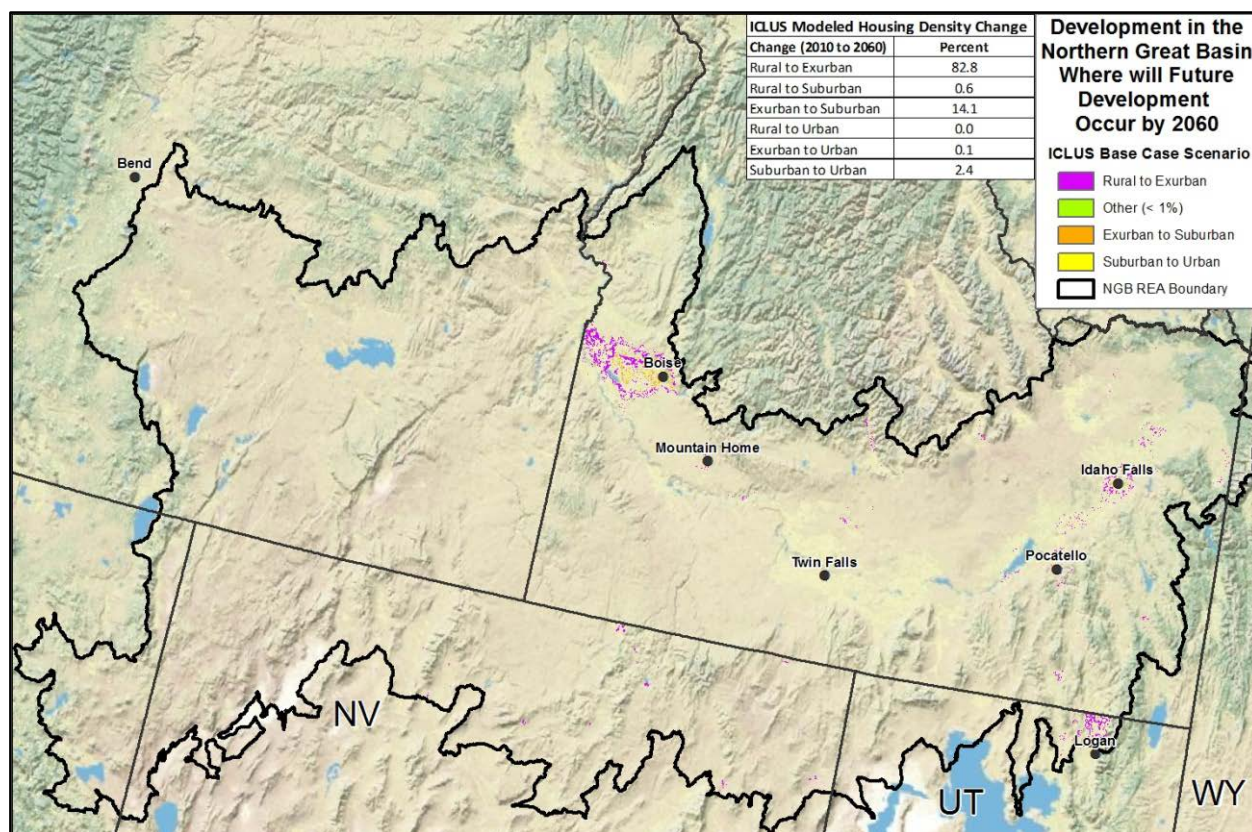 ICLUS Modeled Housing Density Change
Change (2010 to 2060) Percent
Rural to Exurban 82.8
Rural to Suburban 0.6
Exurban to Suburban 14.1
Rural to Urban 0.0
Exurban to Urban 0.1
Suburban to Urban 2.4
Development in the
Northern Great Basin
Where will Future
Development
Occur by 2060
ICLUS Base Case Scenario
Rural to Exurban
Other (< 1%)
Exurban to Suburban
Suburban to Urban
NGB REA Boundary
Bend
Boise
Mountain Home
Idaho Falls
Twin Falls
Pocatello
NV
Logan
UT
WY